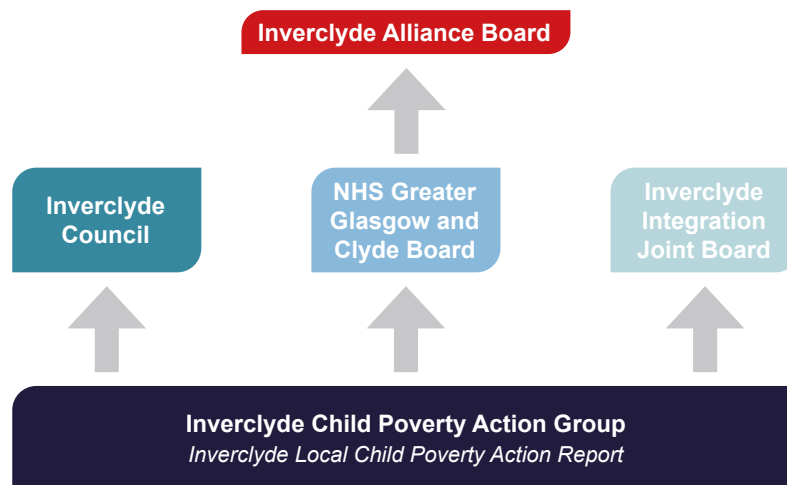 Inverclyde Alliance Board
Inverclyde
Council
NHS Greater
Glasgow and
Clyde Board
Inverclyde
Integration
Joint Board
Inverclyde Child Poverty Action Group
Inverclyde Local Child Poverty Action Report